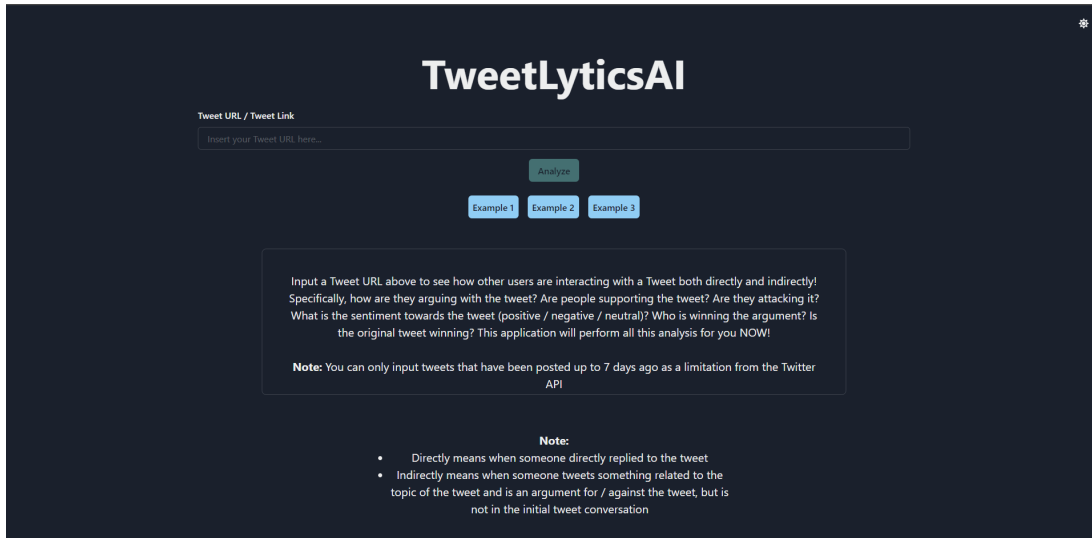 TweetLyticsAI
Tweet URL / Tweet Link
Insert your Tweet URL here...
Analyze
Example 1 Example 2 Example 3
Input a Tweet URL above to see how other users are interacting with a Tweet both directly and indirectly!
Specifically, how are they arguing with the tweet? Are people supporting the tweet? Are they attacking it?
What is the sentiment towards the tweet (positive / negative / neutral)? Who is winning the argument? Is
the original tweet winning? This application will perform all this analysis for you NOW!
Note: You can only input tweets that have been posted up to 7 days ago as a limitation from the Twitter
API
Note:
• Directly means when someone directly replied to the tweet
• Indirectly means when someone tweets something related to the
topic of the tweet and is an argument for / against the tweet, but is
not in the initial tweet conversation